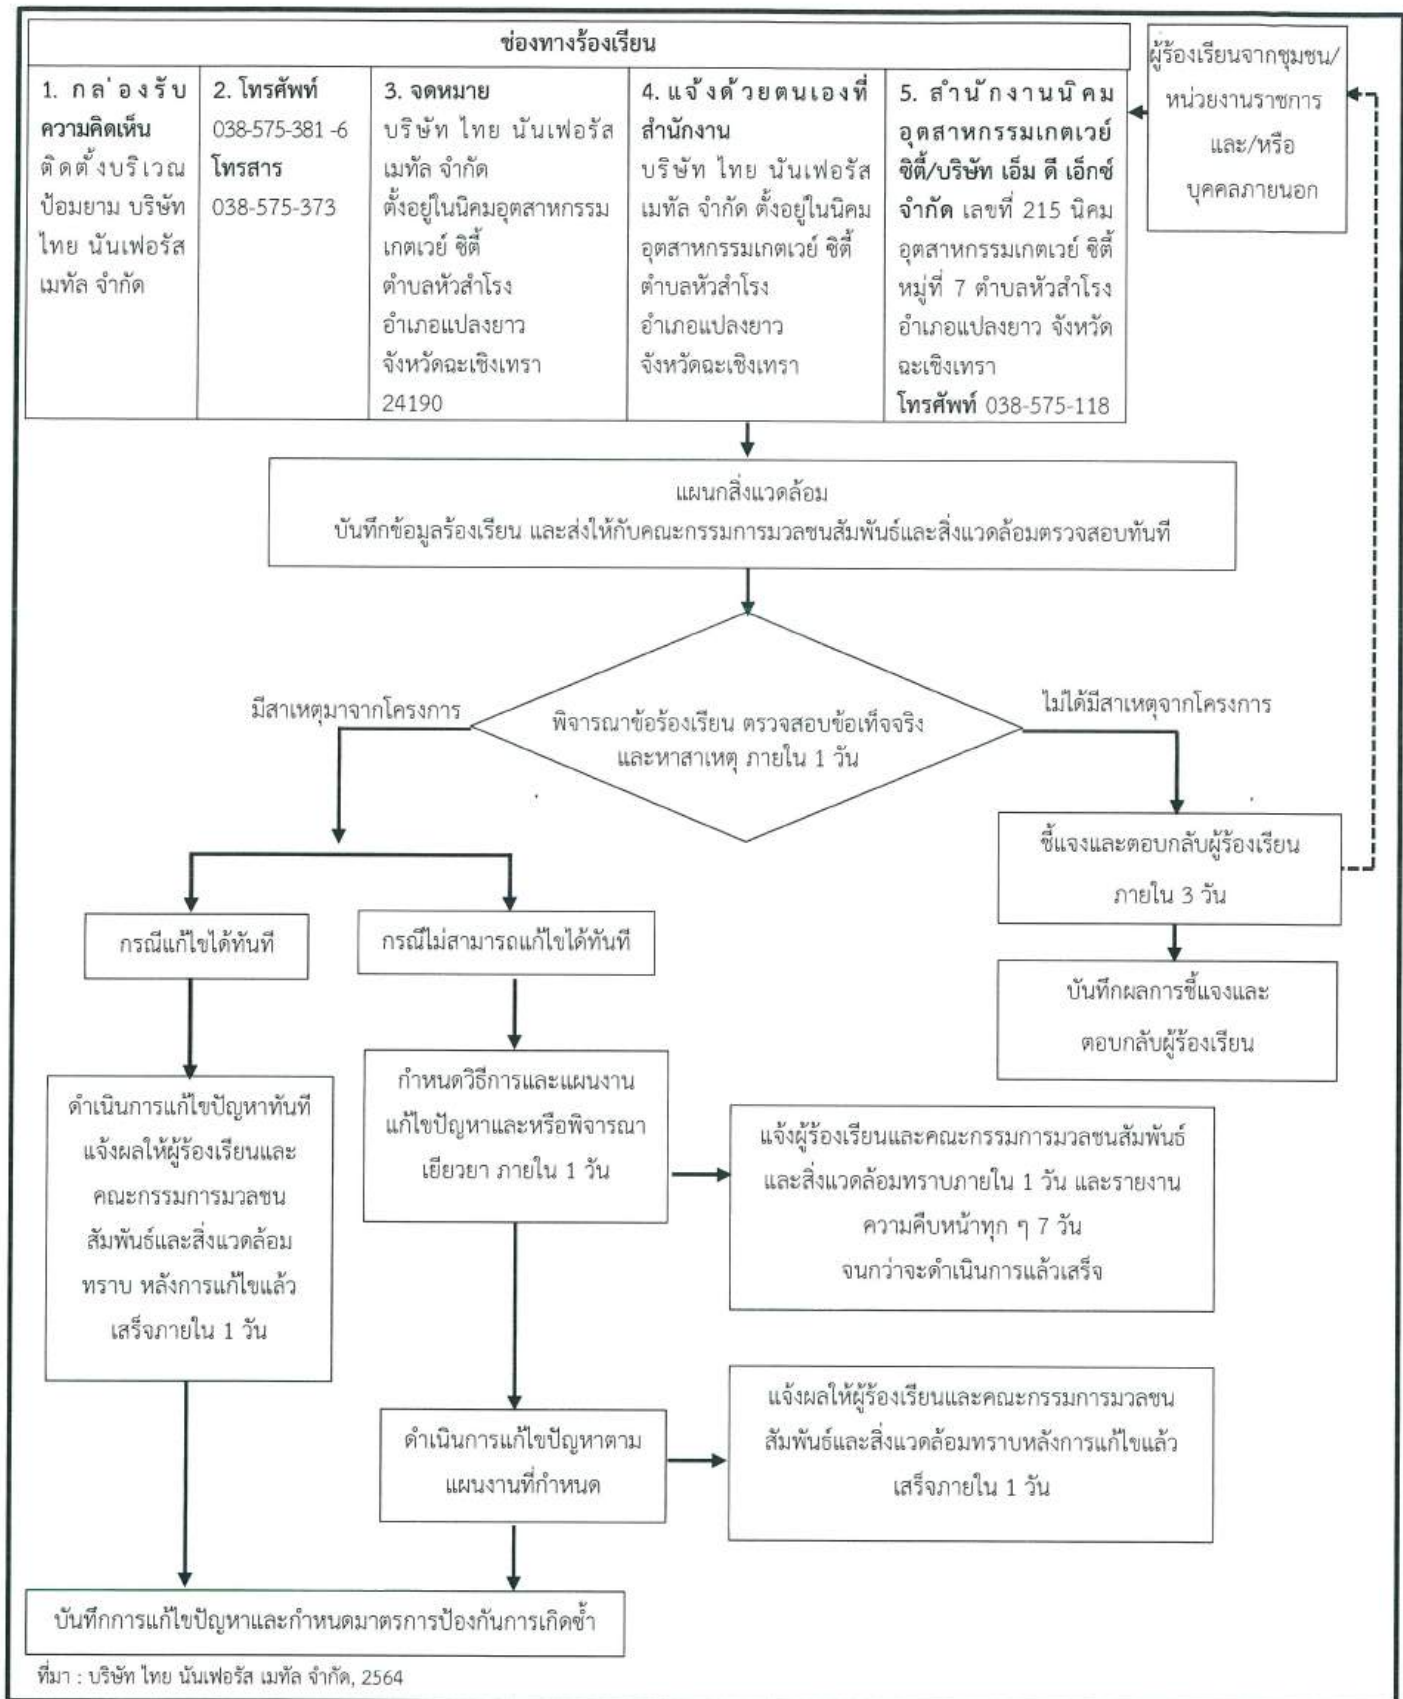 ช่องทางร้องเรียน
1. กล่องรับ
ความคิดเห็น
ติดตั้งบริเวณ
ป้อมยาม บริษัท
ไทย นันเฟอรัส
เมทัล จำกัด
2. โทรศัพท์
038-575-381 -6
โทรสาร
038-575-373
3. จดหมาย
บริษัท ไทย นันเฟอรัส
เมทัล จำกัด
ตั้งอยู่ในนิคมอุตสาหกรรม
เกตเวย์ ซิตี้
ตำบลหัวสำโรง
อำเภอแปลงยาว
จังหวัดฉะเชิงเทรา
24190
4. แจ้งด้วยตนเองที่
สำนักงาน
บริษัท ไทย นันเฟอรัส
เมทัล จำกัด ตั้งอยู่ในนิคม
อุตสาหกรรมเกตเวย์ ซิตี้
ตำบลหัวสำโรง
อำเภอแปลงยาว
จังหวัดฉะเชิงเทรา
5. สำนักงานนิคม
อุตสาหกรรมเกตเวย์
ซิตี้/บริษัท เอ็ม ดี เอ็กซ์
จำกัด เลขที่ 215 นิคม
อุตสาหกรรมเกตเวย์ ซิตี้
หมู่ที่ 7 ตำบลหัวสำโรง
อำเภอแปลงยาว จังหวัด
ฉะเชิงเทรา
โทรศัพท์ 038-575-118
ผู้ร้องเรียนจากชุมชน/
หน่วยงานราชการ
และ/หรือ
บุคคลภายนอก
แผนกสิ่งแวดล้อม
บันทึกข้อมูลร้องเรียน และส่งให้กับคณะกรรมการมวลชนสัมพันธ์และสิ่งแวดล้อมตรวจสอบทันที
มีสาเหตุมาจากโครงการ
พิจารณาข้อร้องเรียน ตรวจสอบข้อเท็จจริง
และหาสาเหตุ ภายใน 1 วัน
ไม่ได้มีสาเหตุจากโครงการ
ชี้แจงและตอบกลับผู้ร้องเรียน
ภายใน 3 วัน
กรณีแก้ไขได้ทันที
กรณีไม่สามารถแก้ไขได้ทันที
บันทึกผลการชี้แจงและ
ตอบกลับผู้ร้องเรียน
ดำเนินการแก้ไขปัญหาทันที
แจ้งผลให้ผู้ร้องเรียนและ
คณะกรรมการมวลชน
สัมพันธ์และสิ่งแวดล้อม
ทราบ หลังการแก้ไขแล้ว
เสร็จภายใน 1 วัน
กำหนดวิธีการและแผนงาน
แก้ไขปัญหาและหรือพิจารณา
เยียวยา ภายใน 1 วัน
แจ้งผู้ร้องเรียนและคณะกรรมการมวลชนสัมพันธ์
และสิ่งแวดล้อมทราบภายใน 1 วัน และรายงาน
ความคืบหน้าทุก ๆ 7 วัน
จนกว่าจะดำเนินการแล้วเสร็จ
ดำเนินการแก้ไขปัญหาตาม
แผนงานที่กำหนด
แจ้งผลให้ผู้ร้องเรียนและคณะกรรมการมวลชน
สัมพันธ์และสิ่งแวดล้อมทราบหลังการแก้ไขแล้ว
เสร็จภายใน 1 วัน
บันทึกการแก้ไขปัญหาและกำหนดมาตรการป้องกันการเกิดซ้ำ
ที่มา : บริษัท ไทย นันเฟอรัส เมทัล จำกัด, 2564